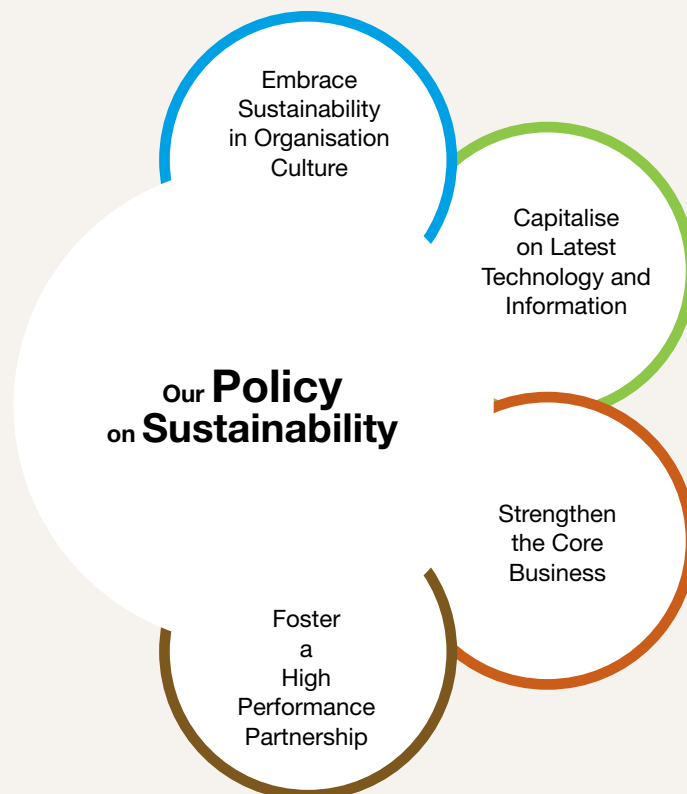 Embrace
Sustainability
in Organisation
Culture
Capitalise
on Latest
Technology and
Information
Our Policy
on Sustainability
Strengthen
the Core
Business
Foster
a
High
Performance
Partnership